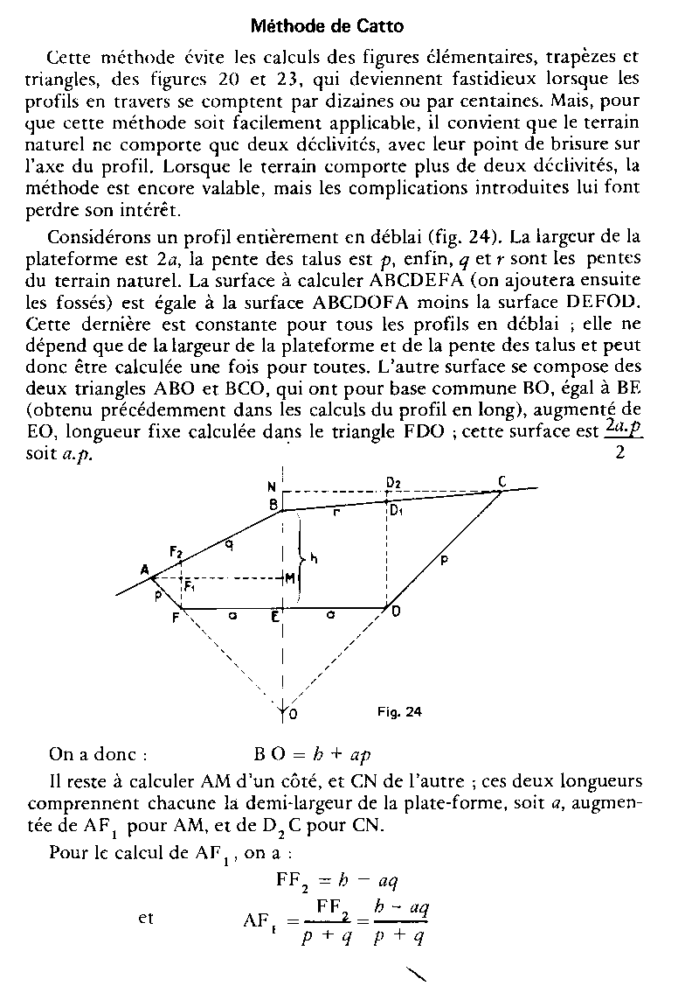 Méthode de Catto
Cette méthode évite les calculs des figures élémentaires, trapèzes et
triangles, des figures 20 et 23, qui deviennent fastidieux lorsque les
profils en travers se comptent par dizaines ou par centaines. Mais, pour
que cette méthode soit facilement applicable, il convient que le terrain
naturel ne comporte que deux déclivités, avec leur point de brisure sur
l'axe du profil. Lorsque le terrain comporte plus de deux déclivités, la
méthode est encore valable, mais les complications introduites lui font
perdre son intérêt.
Considérons un profil entièrement en déblai (fig. 24). La largeur de la
plateforme est 2a, la pente des talus est p, enfin, q et r sont les pentes
du terrain naturel. La surface à calculer ABCDEFA (on ajoutera ensuite
les fossés) est égale à la surface ABCDOFA moins la surface DEFOD.
Cette dernière est constante pour tous les profils en déblai ; elle ne
dépend que de la largeur de la plateforme et de la pente des talus et peut
donc être calculée une fois pour toutes. L'autre surface se compose des
deux triangles ABO et BCO, qui ont pour base commune BO, égal à BE
(obtenu précédemment dans les calculs du profil en long), augmenté de
EO, longueur fixe calculée dans le triangle FDO ; cette surface est 2a.p
soit a.p. 2
N D2 C
B r D1
F2 q
A h p
F1 M
p
F a E a D
O Fig. 24
On a donc : B O = h + ap
Il reste à calculer AM d'un côté, et CN de l'autre ; ces deux longueurs
comprennent chacune la demi-largeur de la plate-forme, soit a, augmen-
tée de AF1 pour AM, et de D2C pour CN.
Pour le calcul de AF1, on a :
FF2 = h − aq
et AF1 = FF2 / p + q = h - aq / p + q